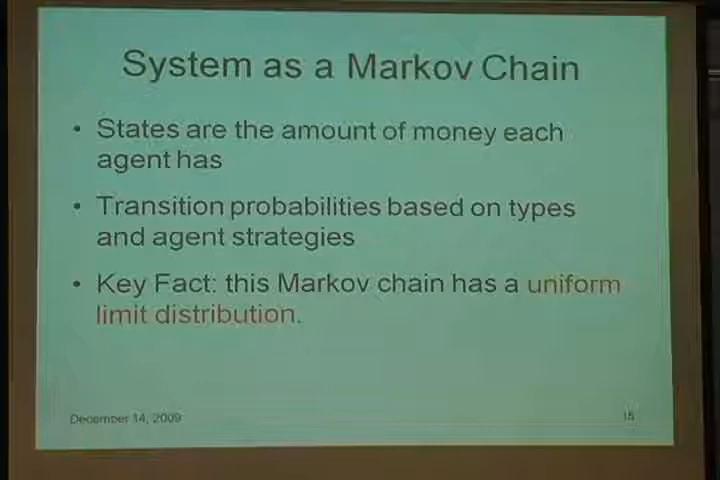 System as a Markov Chain
• States are the amount of money each
agent has
• Transition probabilities based on types
and agent strategies
• Key Fact: this Markov chain has a uniform
limit distribution.
December 14, 2009
15